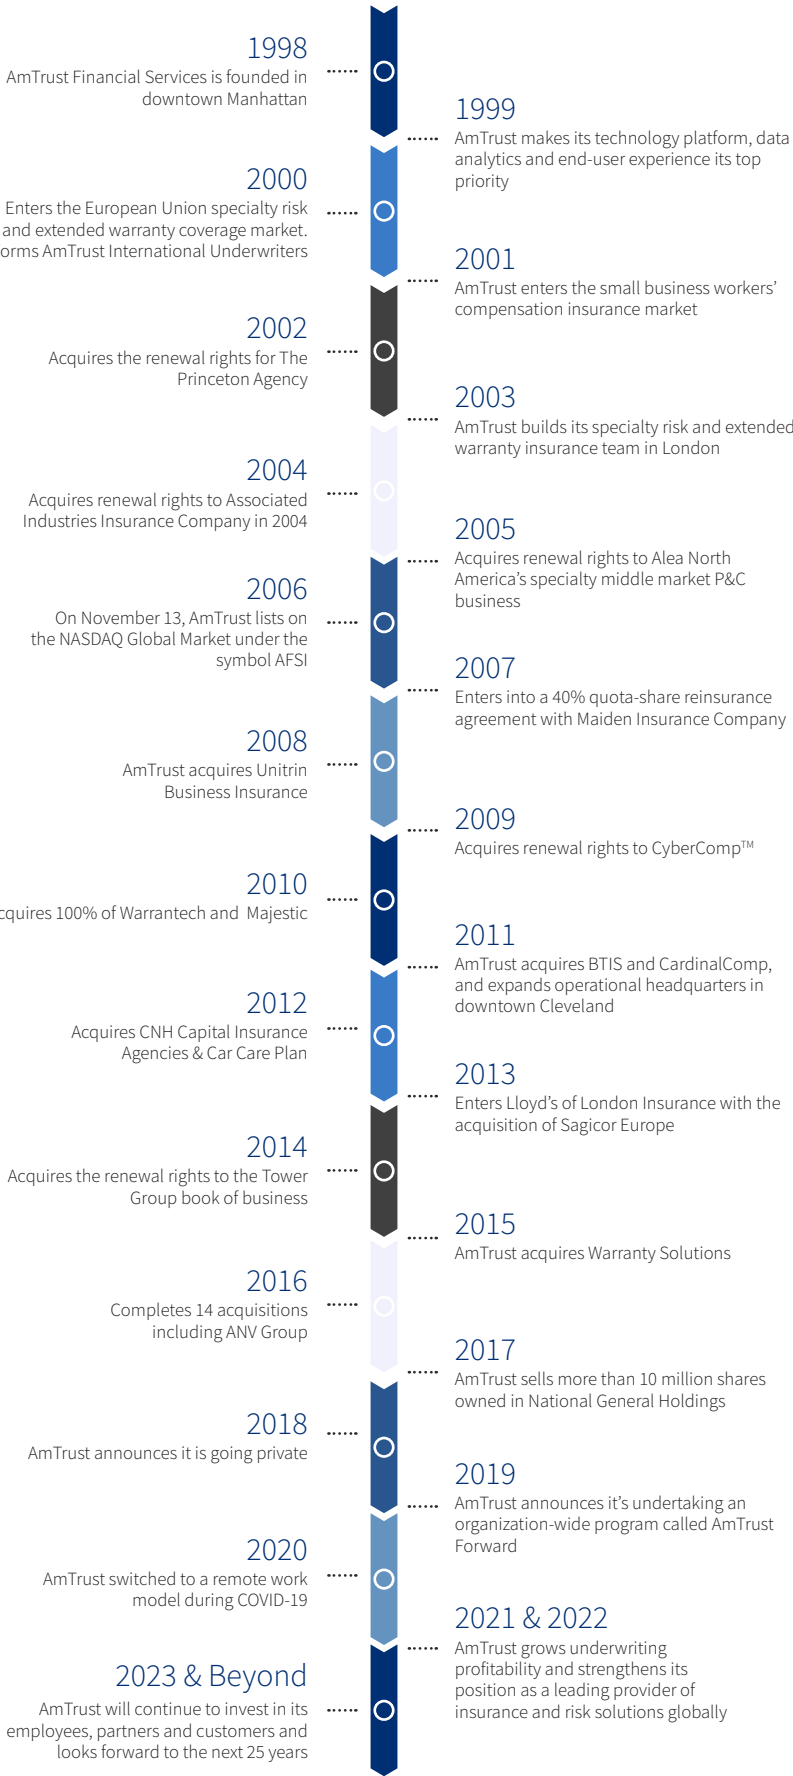 1998
AmTrust Financial Services is founded in
downtown Manhattan
1999
AmTrust makes its technology platform, data
analytics and end-user experience its top
priority
2000
Enters the European Union specialty risk
and extended warranty coverage market.
orms AmTrust International Underwriters
2001
AmTrust enters the small business workers’
compensation insurance market
2002
Acquires the renewal rights for The
Princeton Agency
2003
AmTrust builds its specialty risk and extended
warranty insurance team in London
2004
Acquires renewal rights to Associated
Industries Insurance Company in 2004
2005
Acquires renewal rights to Alea North
America’s specialty middle market P&C
business
2006
On November 13, AmTrust lists on
the NASDAQ Global Market under the
symbol AFSI
2007
Enters into a 40% quota-share reinsurance
agreement with Maiden Insurance Company
2008
AmTrust acquires Unitrin
Business Insurance
2009
Acquires renewal rights to CyberComp™
2010
cquires 100% of Warrantech and Majestic
2011
AmTrust acquires BTIS and CardinalComp,
and expands operational headquarters in
downtown Cleveland
2012
Acquires CNH Capital Insurance
Agencies & Car Care Plan
2013
Enters Lloyd’s of London Insurance with the
acquisition of Sagicor Europe
2014
Acquires the renewal rights to the Tower
Group book of business
2015
AmTrust acquires Warranty Solutions
2016
Completes 14 acquisitions
including ANV Group
2017
AmTrust sells more than 10 million shares
owned in National General Holdings
2018
AmTrust announces it is going private
2019
AmTrust announces it’s undertaking an
organization-wide program called AmTrust
Forward
2020
AmTrust switched to a remote work
model during COVID-19
2021 & 2022
AmTrust grows underwriting
profitability and strengthens its
position as a leading provider of
insurance and risk solutions globally
2023 & Beyond
AmTrust will continue to invest in its
employees, partners and customers and
looks forward to the next 25 years